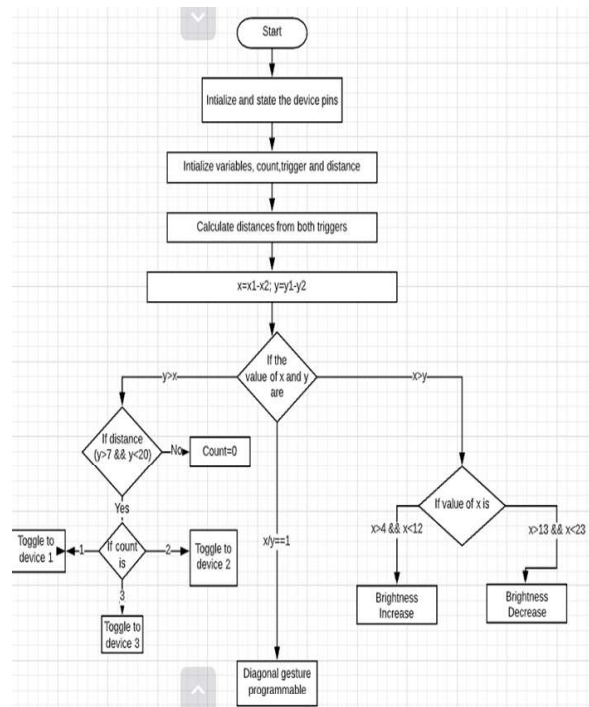 Start
Intialize and state the device pins
Intialize variables, count,trigger and distance
Calculate distances from both triggers
x=x1-x2; y=y1-y2
If the
value of x and y
are
y>x
x>y
If distance
(y>7 && y<20)
No
Count=0
If value of x is
Yes
x>4 && x<12
x>13 && x<23
Toggle to
device 1
1
If count
is
2
Toggle to
device 2
x/y==1
3
Brightness
Increase
Brightness
Decrease
Toggle to
device 3
Diagonal gesture
programmable